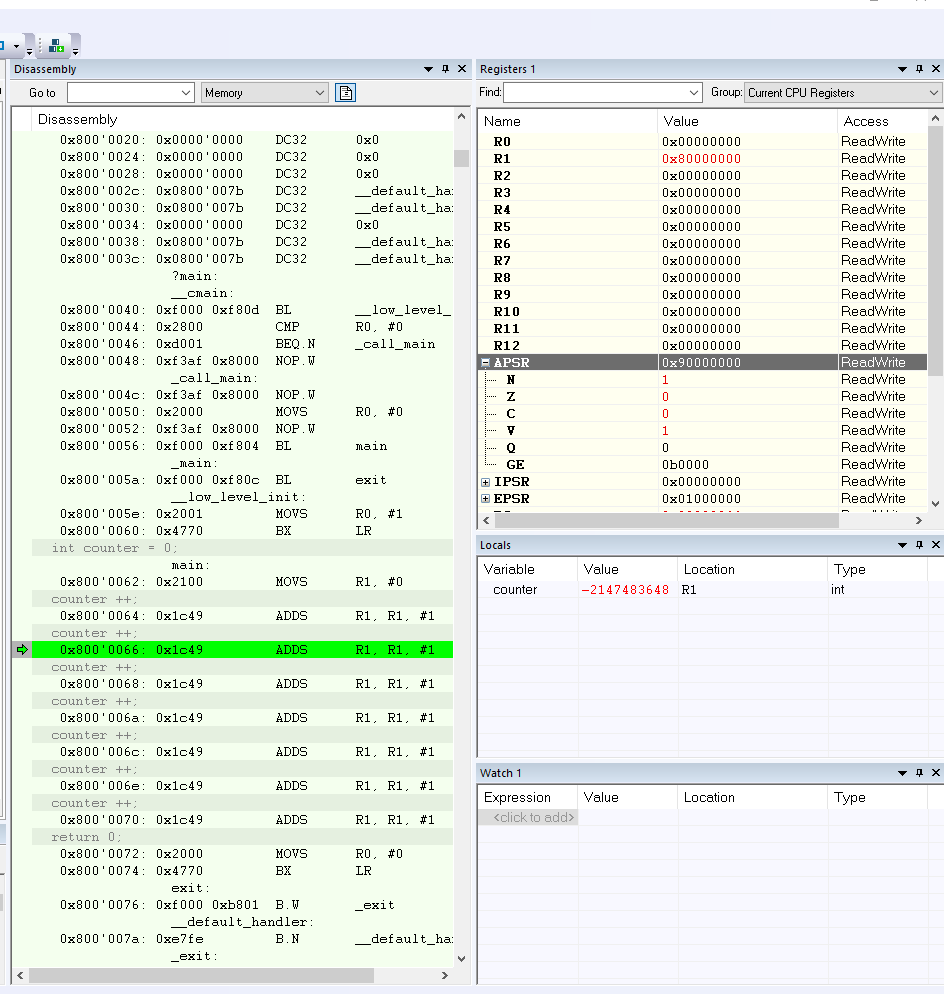 Disassembly
Go to
Memory
Disassembly
0x800'0020: 0x0000'0000 DC32 0x0
0x800'0024: 0x0000'0000 DC32 0x0
0x800'0028: 0x0000'0000 DC32 0x0
0x800'002c: 0x0800'007b DC32 __default_ha
0x800'0030: 0x0800'007b DC32 __default_ha
0x800'0034: 0x0000'0000 DC32 0x0
0x800'0038: 0x0800'007b DC32 __default_ha
0x800'003c: 0x0800'007b DC32 __default_ha
?main:
__cmain:
0x800'0040: 0xf000 0xf80d BL __low_level_
0x800'0044: 0x2800 CMP R0, #0
0x800'0046: 0xd001 BEQ.N _call_main
0x800'0048: 0xf3af 0x8000 NOP.W
_call_main:
0x800'004c: 0xf3af 0x8000 NOP.W
0x800'0050: 0x2000 MOVS R0, #0
0x800'0052: 0xf3af 0x8000 NOP.W
0x800'0056: 0xf000 0xf804 BL main
_main:
0x800'005a: 0xf000 0xf80c BL exit
__low_level_init:
0x800'005e: 0x2001 MOVS R0, #1
0x800'0060: 0x4770 BX LR
int counter = 0;
main:
0x800'0062: 0x2100 MOVS R1, #0
counter ++;
0x800'0064: 0x1c49 ADDS R1, R1, #1
counter ++;
0x800'0066: 0x1c49 ADDS R1, R1, #1
counter ++;
0x800'0068: 0x1c49 ADDS R1, R1, #1
counter ++;
0x800'006a: 0x1c49 ADDS R1, R1, #1
counter ++;
0x800'006c: 0x1c49 ADDS R1, R1, #1
counter ++;
0x800'006e: 0x1c49 ADDS R1, R1, #1
counter ++;
0x800'0070: 0x1c49 ADDS R1, R1, #1
return 0;
0x800'0072: 0x2000 MOVS R0, #0
0x800'0074: 0x4770 BX LR
exit:
0x800'0076: 0xf000 0xb801 B.W _exit
__default_handler:
0x800'007a: 0xe7fe B.N __default_ha
_exit:
Registers 1
Find:
Group: Current CPU Registers
Name Value Access
R0 0x00000000 ReadWrite
R1 0x80000000 ReadWrite
R2 0x00000000 ReadWrite
R3 0x00000000 ReadWrite
R4 0x00000000 ReadWrite
R5 0x00000000 ReadWrite
R6 0x00000000 ReadWrite
R7 0x00000000 ReadWrite
R8 0x00000000 ReadWrite
R9 0x00000000 ReadWrite
R10 0x00000000 ReadWrite
R11 0x00000000 ReadWrite
R12 0x00000000 ReadWrite
APSR 0x90000000 ReadWrite
N 1 ReadWrite
Z 0 ReadWrite
C 0 ReadWrite
V 1 ReadWrite
Q 0 ReadWrite
GE 0b0000 ReadWrite
IPSR 0x00000000 ReadWrite
EPSR 0x01000000 ReadWrite
Locals
Variable Value Location Type
counter -2147483648 R1 int
Watch 1
Expression Value Location Type
<click to add>